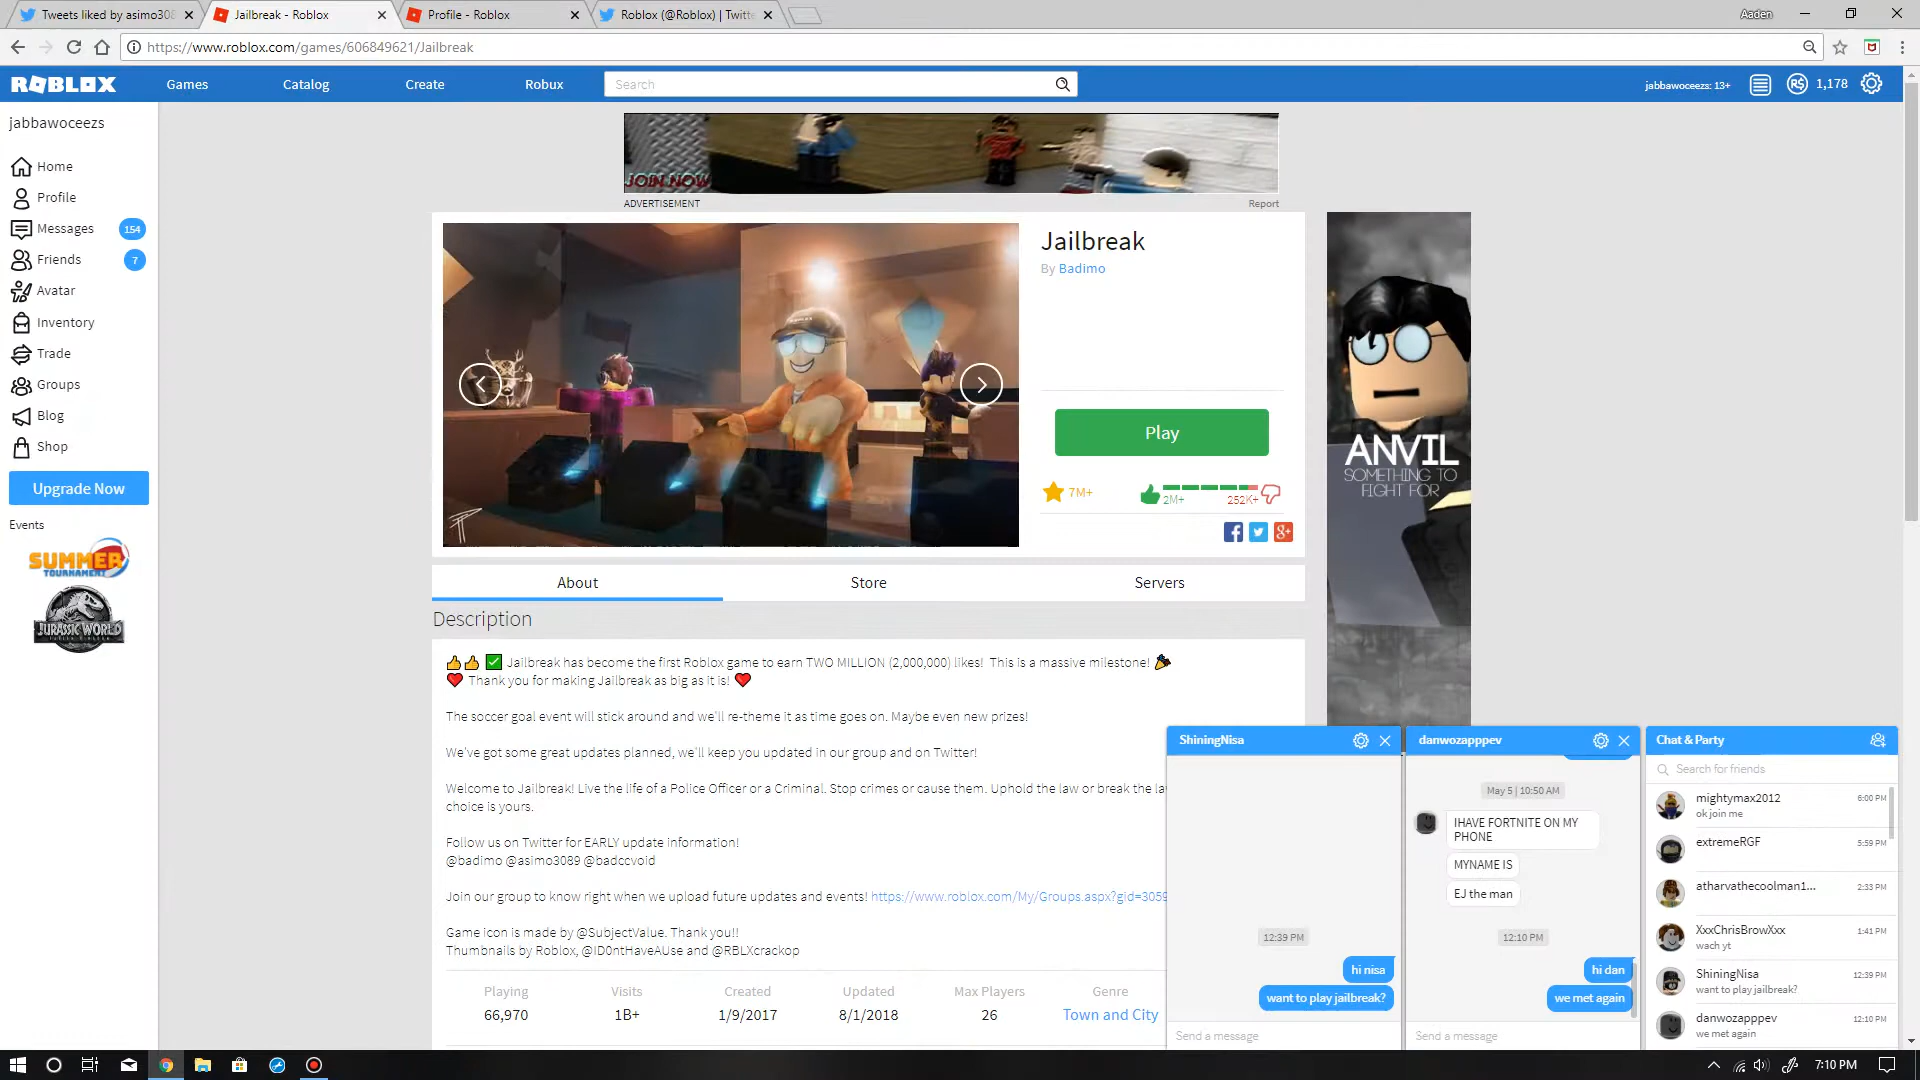 Tweets liked by asimo308
Jailbreak - Roblox
Profile - Roblox
Roblox (@Roblox) | Twitte
Aaden
https://www.roblox.com/games/606849621/Jailbreak
ROBLOX
Games
Catalog
Create
Robux
Search
jabbawoceezs: 13+
R$
1,178
jabbawoceezs
Home
Profile
Messages
154
Friends
7
Avatar
Inventory
Trade
Groups
Blog
Shop
Upgrade Now
Events
SUMMER
TOURNAMENT
JURASSIC WORLD
JOIN NOW
ADVERTISEMENT
Report
Jailbreak
By Badimo
Play
7M+
2M+
252K+
ANVIL
SOMETHING TO
FIGHT FOR
About
Store
Servers
Description
👍👍 ✅ Jailbreak has become the first Roblox game to earn TWO MILLION (2,000,000) likes! This is a massive milestone! 🎉
❤️ Thank you for making Jailbreak as big as it is! ❤️
The soccer goal event will stick around and we'll re-theme it as time goes on. Maybe even new prizes!
We've got some great updates planned, we'll keep you updated in our group and on Twitter!
Welcome to Jailbreak! Live the life of a Police Officer or a Criminal. Stop crimes or cause them. Uphold the law or break the la
choice is yours.
Follow us on Twitter for EARLY update information!
@badimo @asimo3089 @badccvoid
Join our group to know right when we upload future updates and events! https://www.roblox.com/My/Groups.aspx?gid=3059
Game icon is made by @SubjectValue. Thank you!!
Thumbnails by Roblox, @ID0ntHaveAUse and @RBLXcrackop
Playing
Visits
Created
Updated
Max Players
Genre
66,970
1B+
1/9/2017
8/1/2018
26
Town and City
ShiningNisa
12:39 PM
hi nisa
want to play jailbreak?
Send a message
danwozapppev
May 5 | 10:50 AM
IHAVE FORTNITE ON MY
PHONE
MYNAME IS
EJ the man
12:10 PM
hi dan
we met again
Send a message
Chat & Party
Search for friends
mightymax2012
6:00 PM
ok join me
extremeRGF
5:59 PM
atharvathecoolman1...
2:33 PM
XxxChrisBrowXxx
1:41 PM
wach yt
ShiningNisa
12:39 PM
want to play jailbreak?
danwozapppev
12:10 PM
we met again
7:10 PM